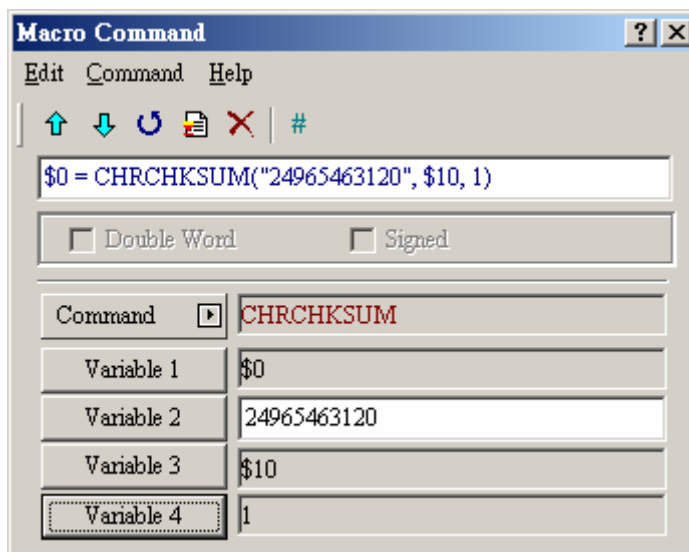 Macro Command
Edit Command Help
#
$0 = CHRCHKSUM("24965463120", $10, 1)
Double Word Signed
Command CHRCHKSUM
Variable 1 $0
Variable 2 24965463120
Variable 3 $10
Variable 4 1